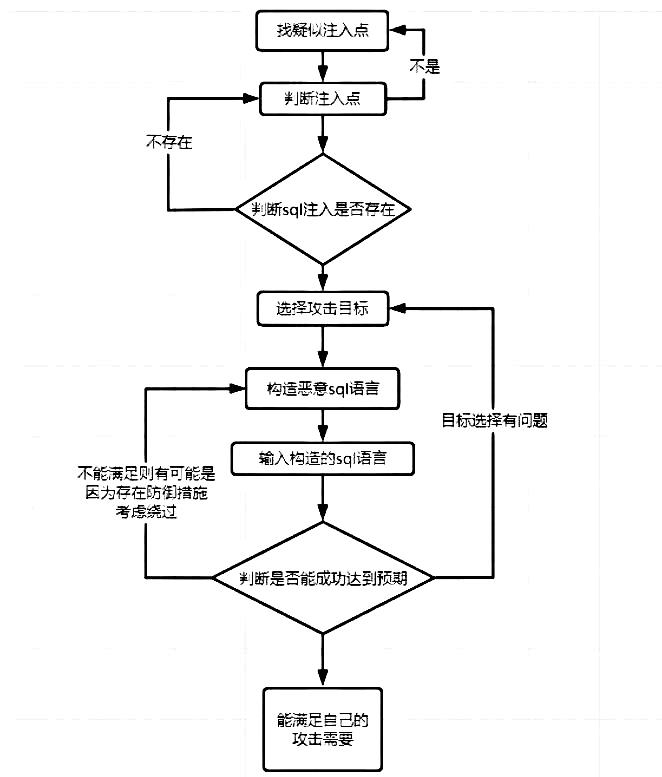 找疑似注入点
不是
判断注入点
不存在
判断sql注入是否存在
选择攻击目标
构造恶意sql语言
目标选择有问题
输入构造的sql语言
不能满足则有可能是
因为存在防御措施
考虑绕过
判断是否能成功达到预期
能满足自己的
攻击需要